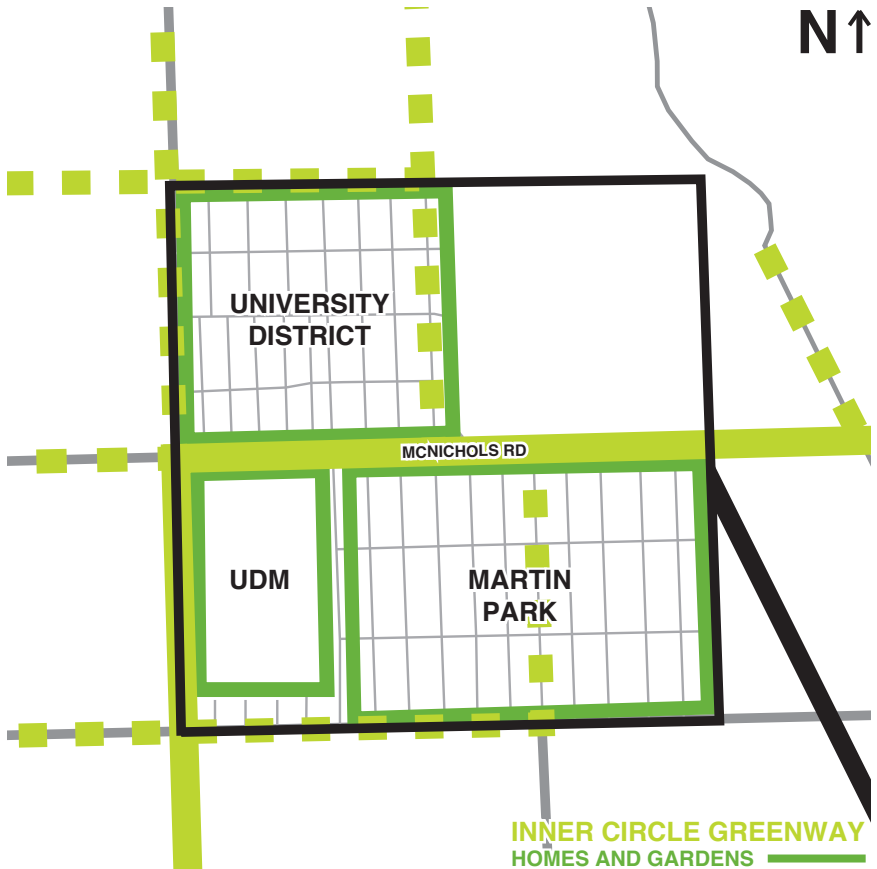 N
UNIVERSITY
DISTRICT
MCNICHOLS RD
UDM
MARTIN
PARK
INNER CIRCLE GREENWAY
HOMES AND GARDENS